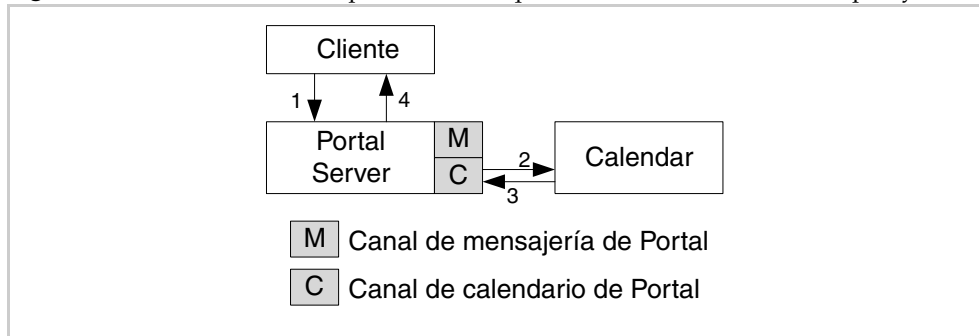 Cliente
1
4
Portal
Server
M
C
2
3
Calendar
M Canal de mensajería de Portal
C Canal de calendario de Portal